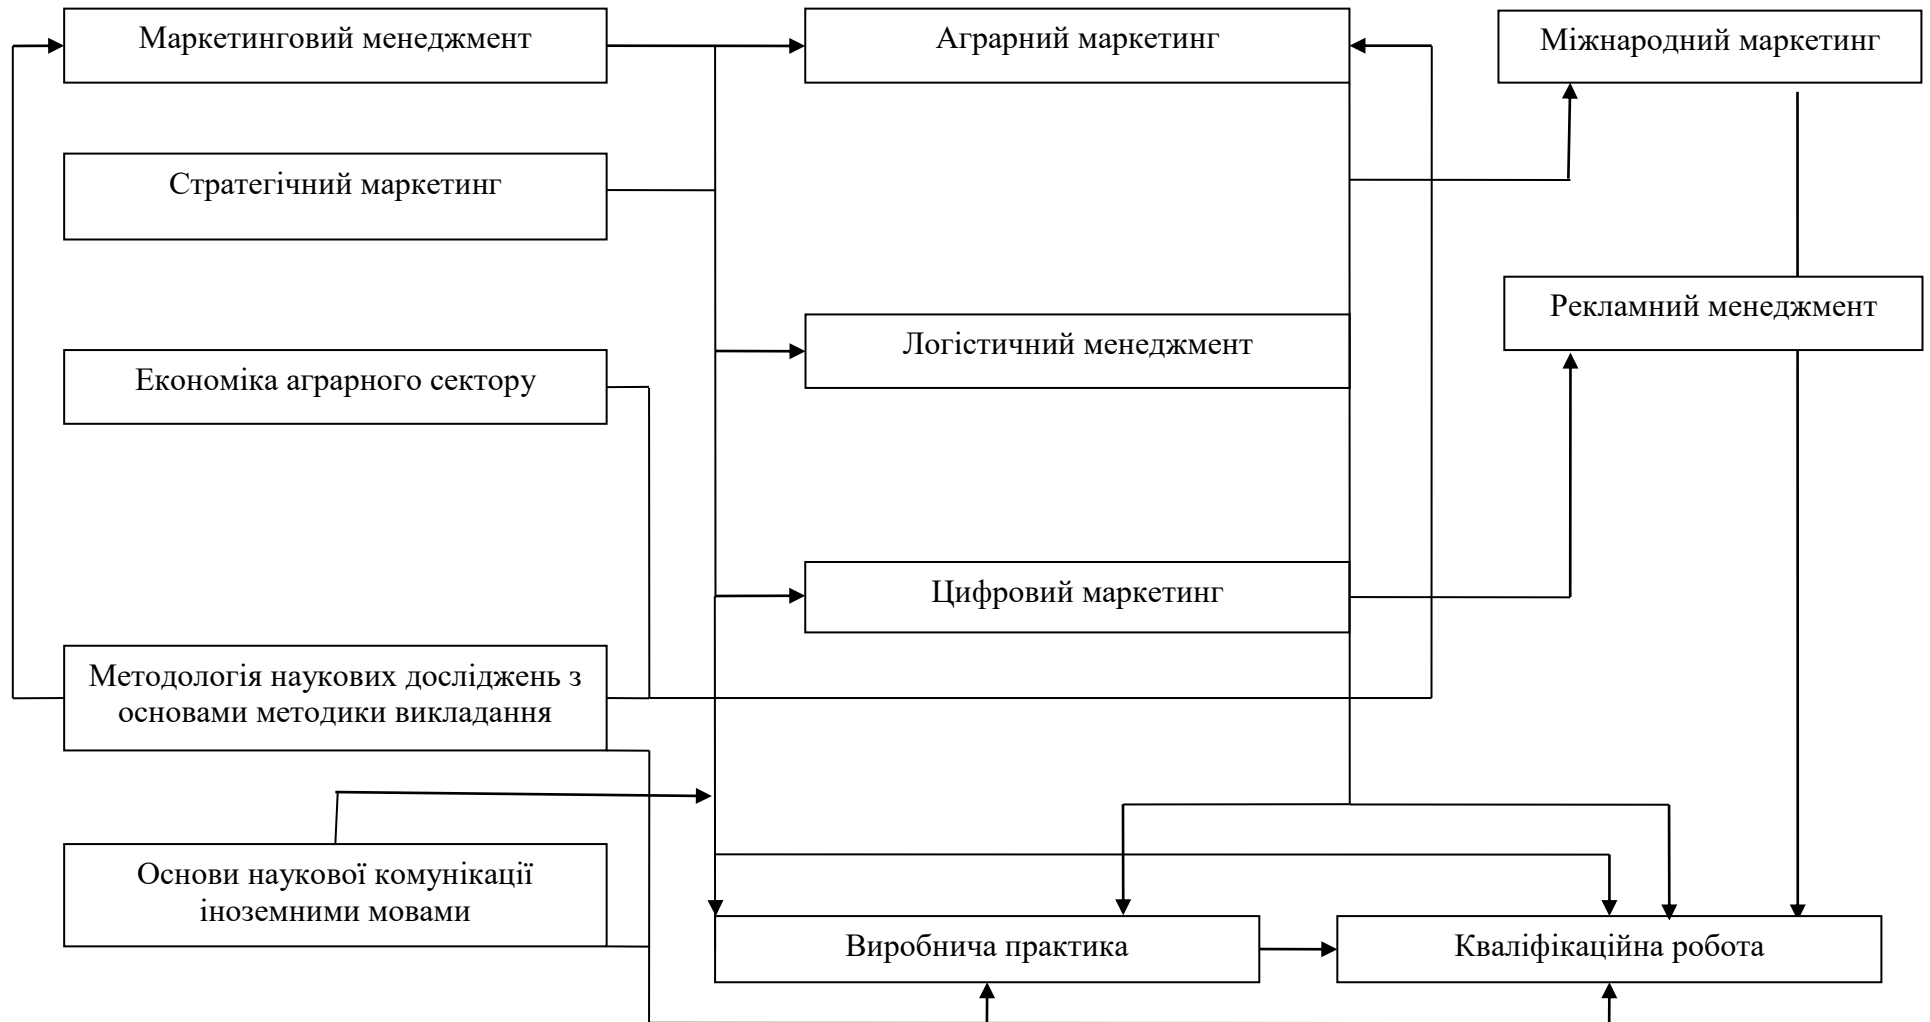 Маркетинговий менеджмент
Аграрний маркетинг
Міжнародний маркетинг
Стратегічний маркетинг
Рекламний менеджмент
Логістичний менеджмент
Економіка аграрного сектору
Цифровий маркетинг
Методологія наукових досліджень з
основами методики викладання
Основи наукової комунікації
іноземними мовами
Виробнича практика
Кваліфікаційна робота